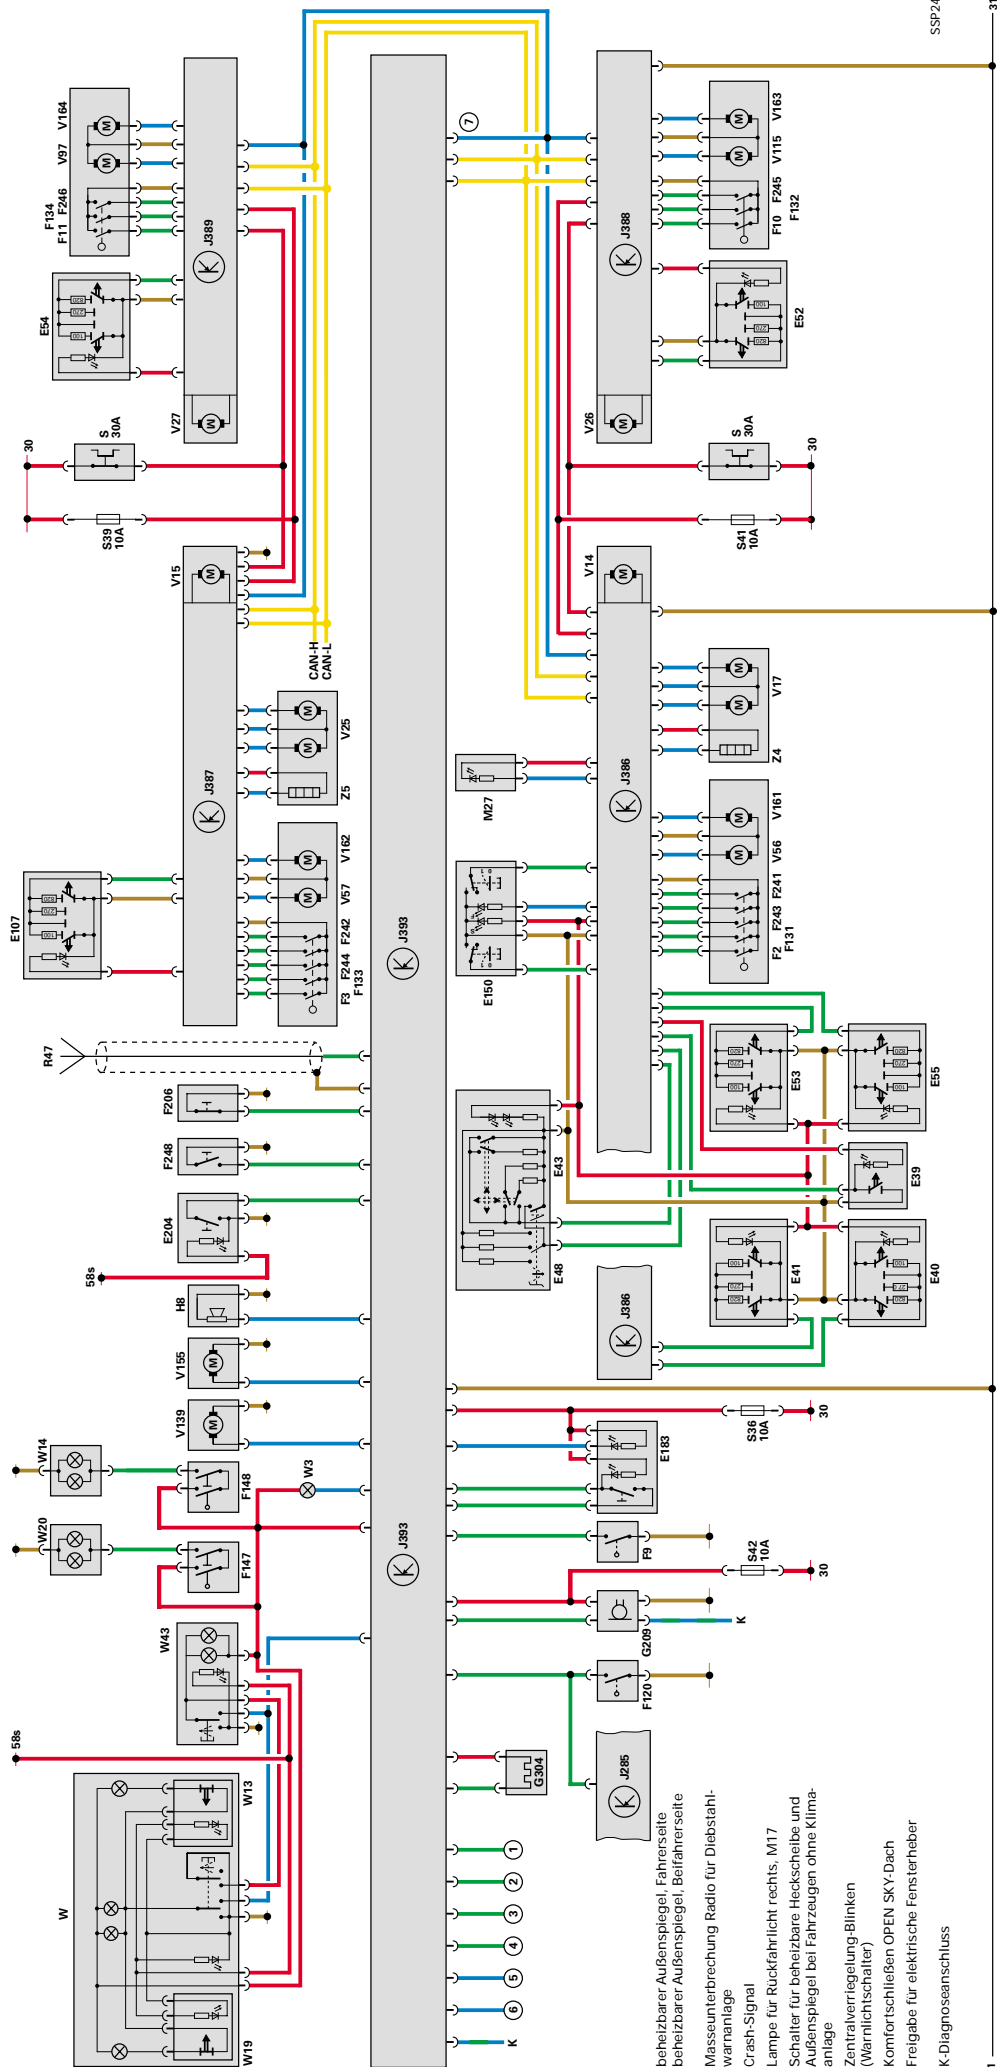 SSP24
31
V164
V97
F134
F246
F11
E54
J389
V27
30
S
30A
S39
10A
V15
CAN-H
CAN-L
J387
V25
Z5
E107
V162
V57
F242
F244
F133
F3
R47
F206
F248
E204
58s
H8
V155
V139
W14
F148
W3
W20
F147
W43
58s
W
W13
W19
J393
J393
7
J388
V26
V163
V115
F245
F132
F10
E52
S
30A
30
S41
10A
V14
J386
V17
Z4
M27
E150
V161
V56
F241
F243
F131
F2
E53
E55
E39
E41
E40
E43
E48
J386
S36
10A
30
E183
F9
S42
10A
30
G209
K
F120
J285
G304
1
2
3
4
5
6
K
beheizbarer Außenspiegel, Fahrerseite
beheizbarer Außenspiegel, Beifahrerseite
Masseunterbrechung Radio für Diebstahl-
warnanlage
Crash-Signal
Lampe für Rückfahrlicht rechts, M17
Schalter für beheizbare Heckscheibe und
Außenspiegel bei Fahrzeugen ohne Klima-
anlage
Zentralverriegelung-Blinken
(Warnlichtschalter)
Komfortschließen OPEN SKY-Dach
Freigabe für elektrische Fensterheber
K-Diagnoseanschluss